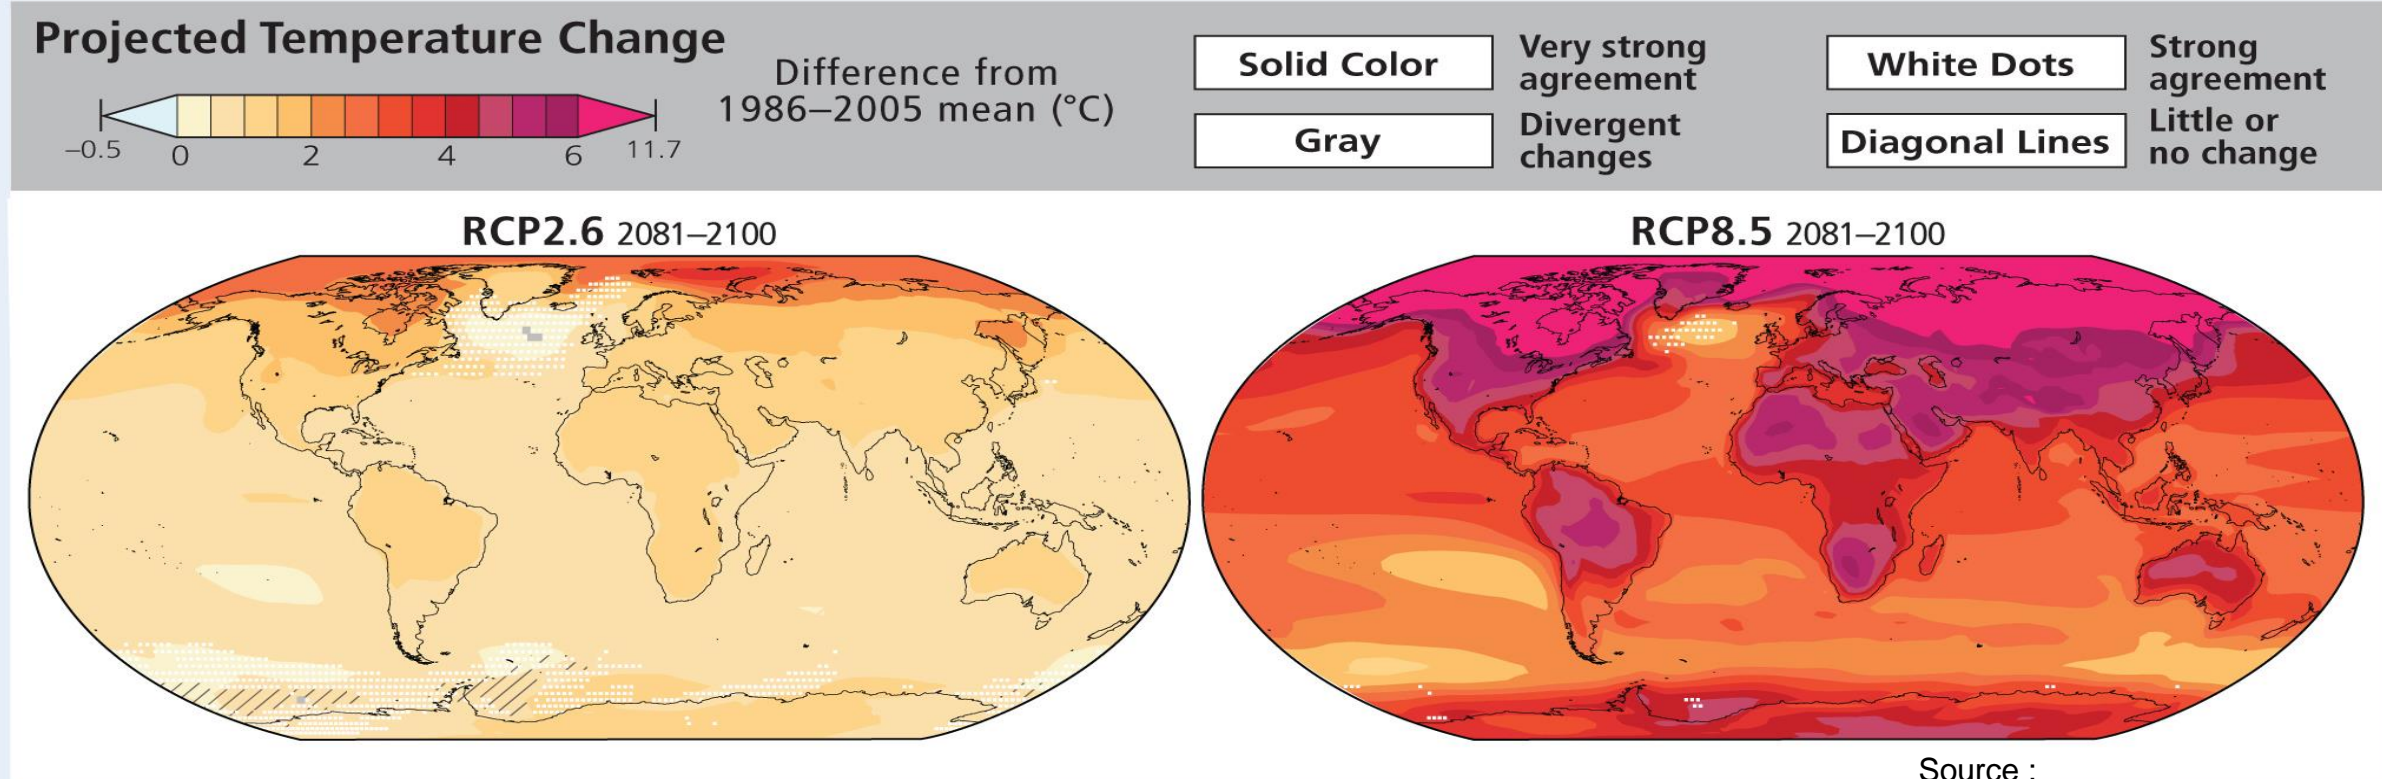 Projected Temperature Change
−0.5 0 2 4 6 11.7
Difference from
1986–2005 mean (°C)
Solid Color
Very strong
agreement
White Dots
Strong
agreement
Gray
Divergent
changes
Diagonal Lines
Little or
no change
RCP2.6 2081–2100
RCP8.5 2081–2100
Source :